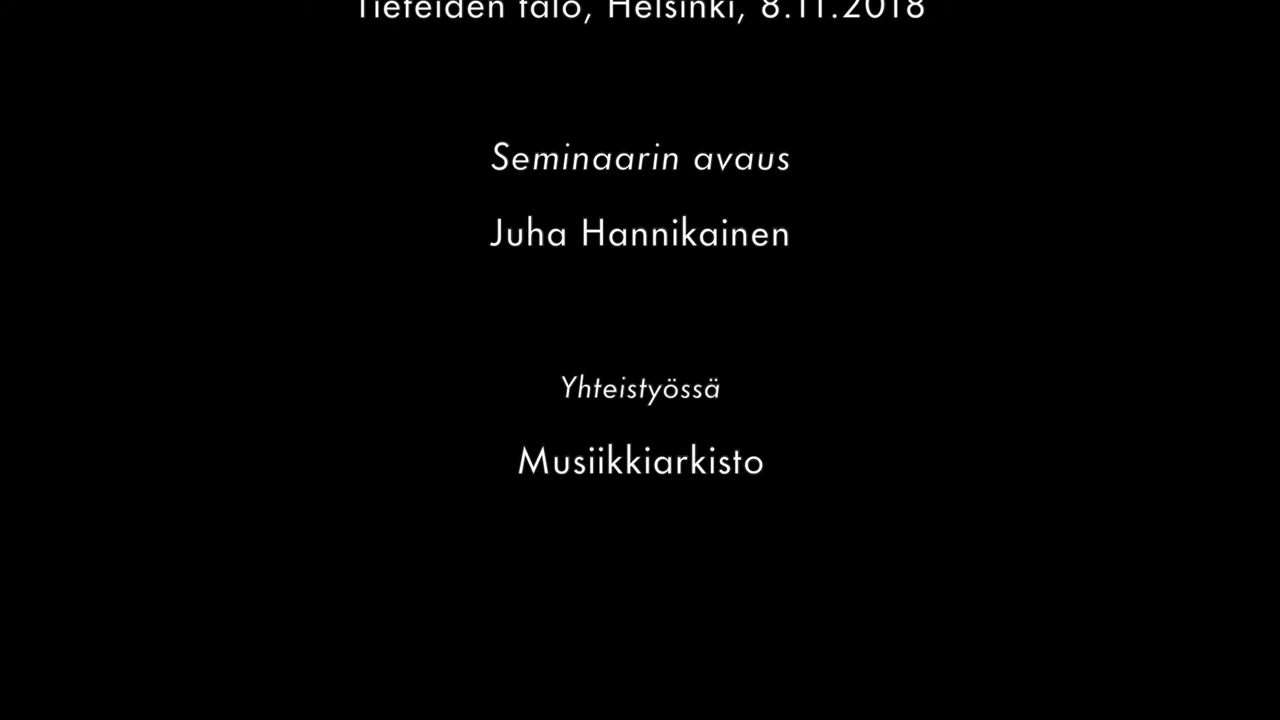 Tieteiden talo, Helsinki, 8.11.2018
Seminaarin avaus
Juha Hannikainen
Yhteistyössä
Musiikkiarkisto